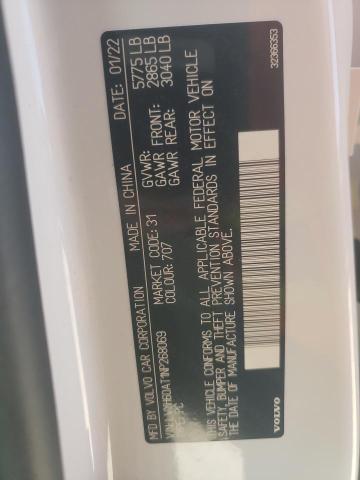 MFD BY VOLVO CAR CORPORATION MADE IN CHINA DATE: 01/22
GVWR: 5775 LB
GAWR FRONT: 2865 LB
GAWR REAR: 3040 LB
MARKET CODE: 31
COLOUR: 707
THIS VEHICLE CONFORMS TO ALL APPLICABLE FEDERAL MOTOR VEHICLE
SAFETY, BUMPER AND THEFT PREVENTION STANDARDS IN EFFECT ON
THE DATE OF MANUFACTURE SHOWN ABOVE.
VOLVO
32366353